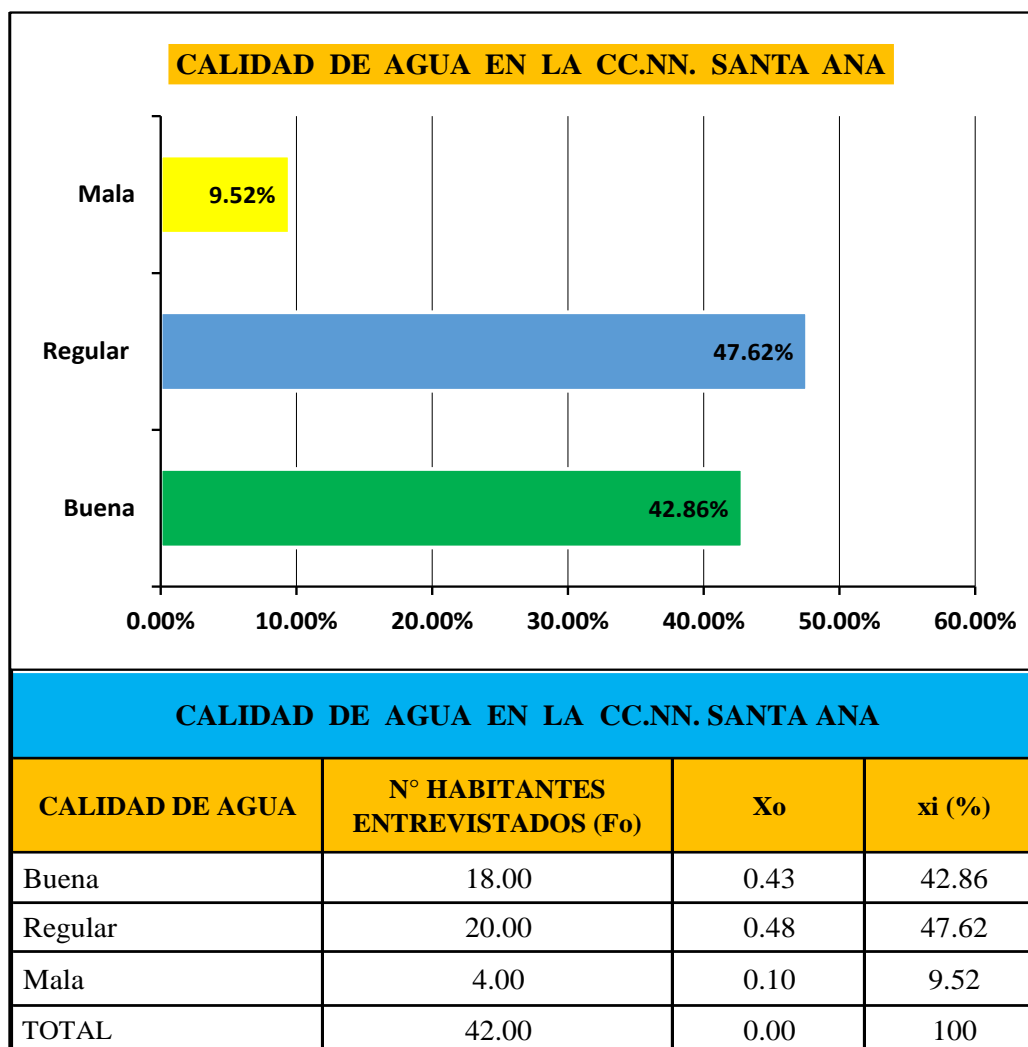 CALIDAD DE AGUA EN LA CC.NN. SANTA ANA
Mala
9.52%
Regular
47.62%
Buena
42.86%
0.00% 10.00% 20.00% 30.00% 40.00% 50.00% 60.00%
CALIDAD DE AGUA EN LA CC.NN. SANTA ANA
CALIDAD DE AGUA N° HABITANTES ENTREVISTADOS (Fo) Xo xi (%)
Buena 18.00 0.43 42.86
Regular 20.00 0.48 47.62
Mala 4.00 0.10 9.52
TOTAL 42.00 0.00 100